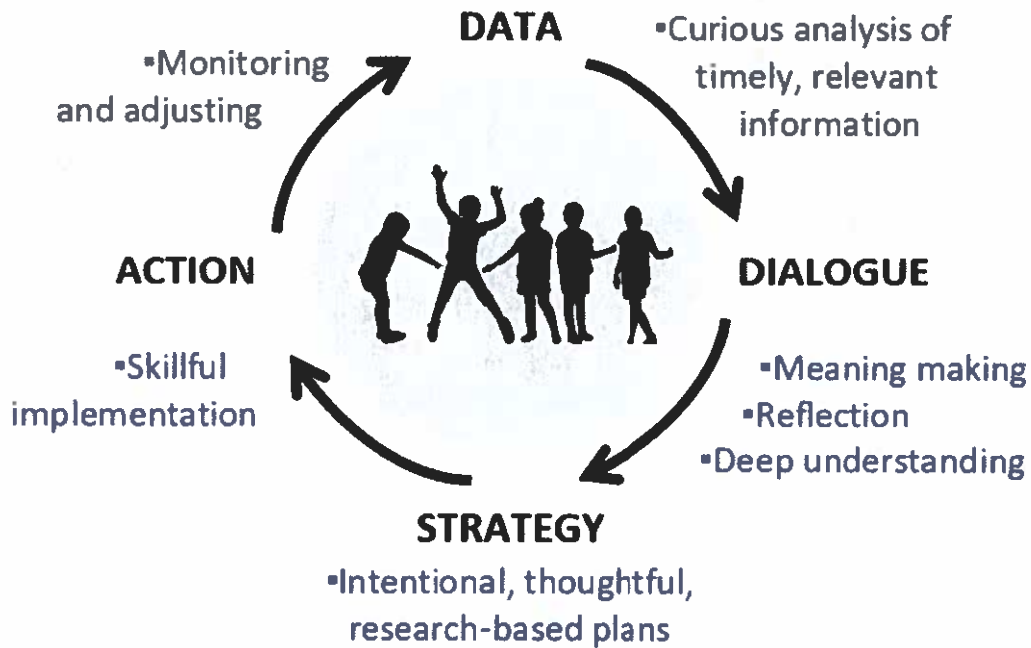 DATA
▪Curious analysis of
timely, relevant
information
DIALOGUE
▪Meaning making
▪Reflection
▪Deep understanding
STRATEGY
▪Intentional, thoughtful,
research-based plans
ACTION
▪Skillful
implementation
▪Monitoring
and adjusting